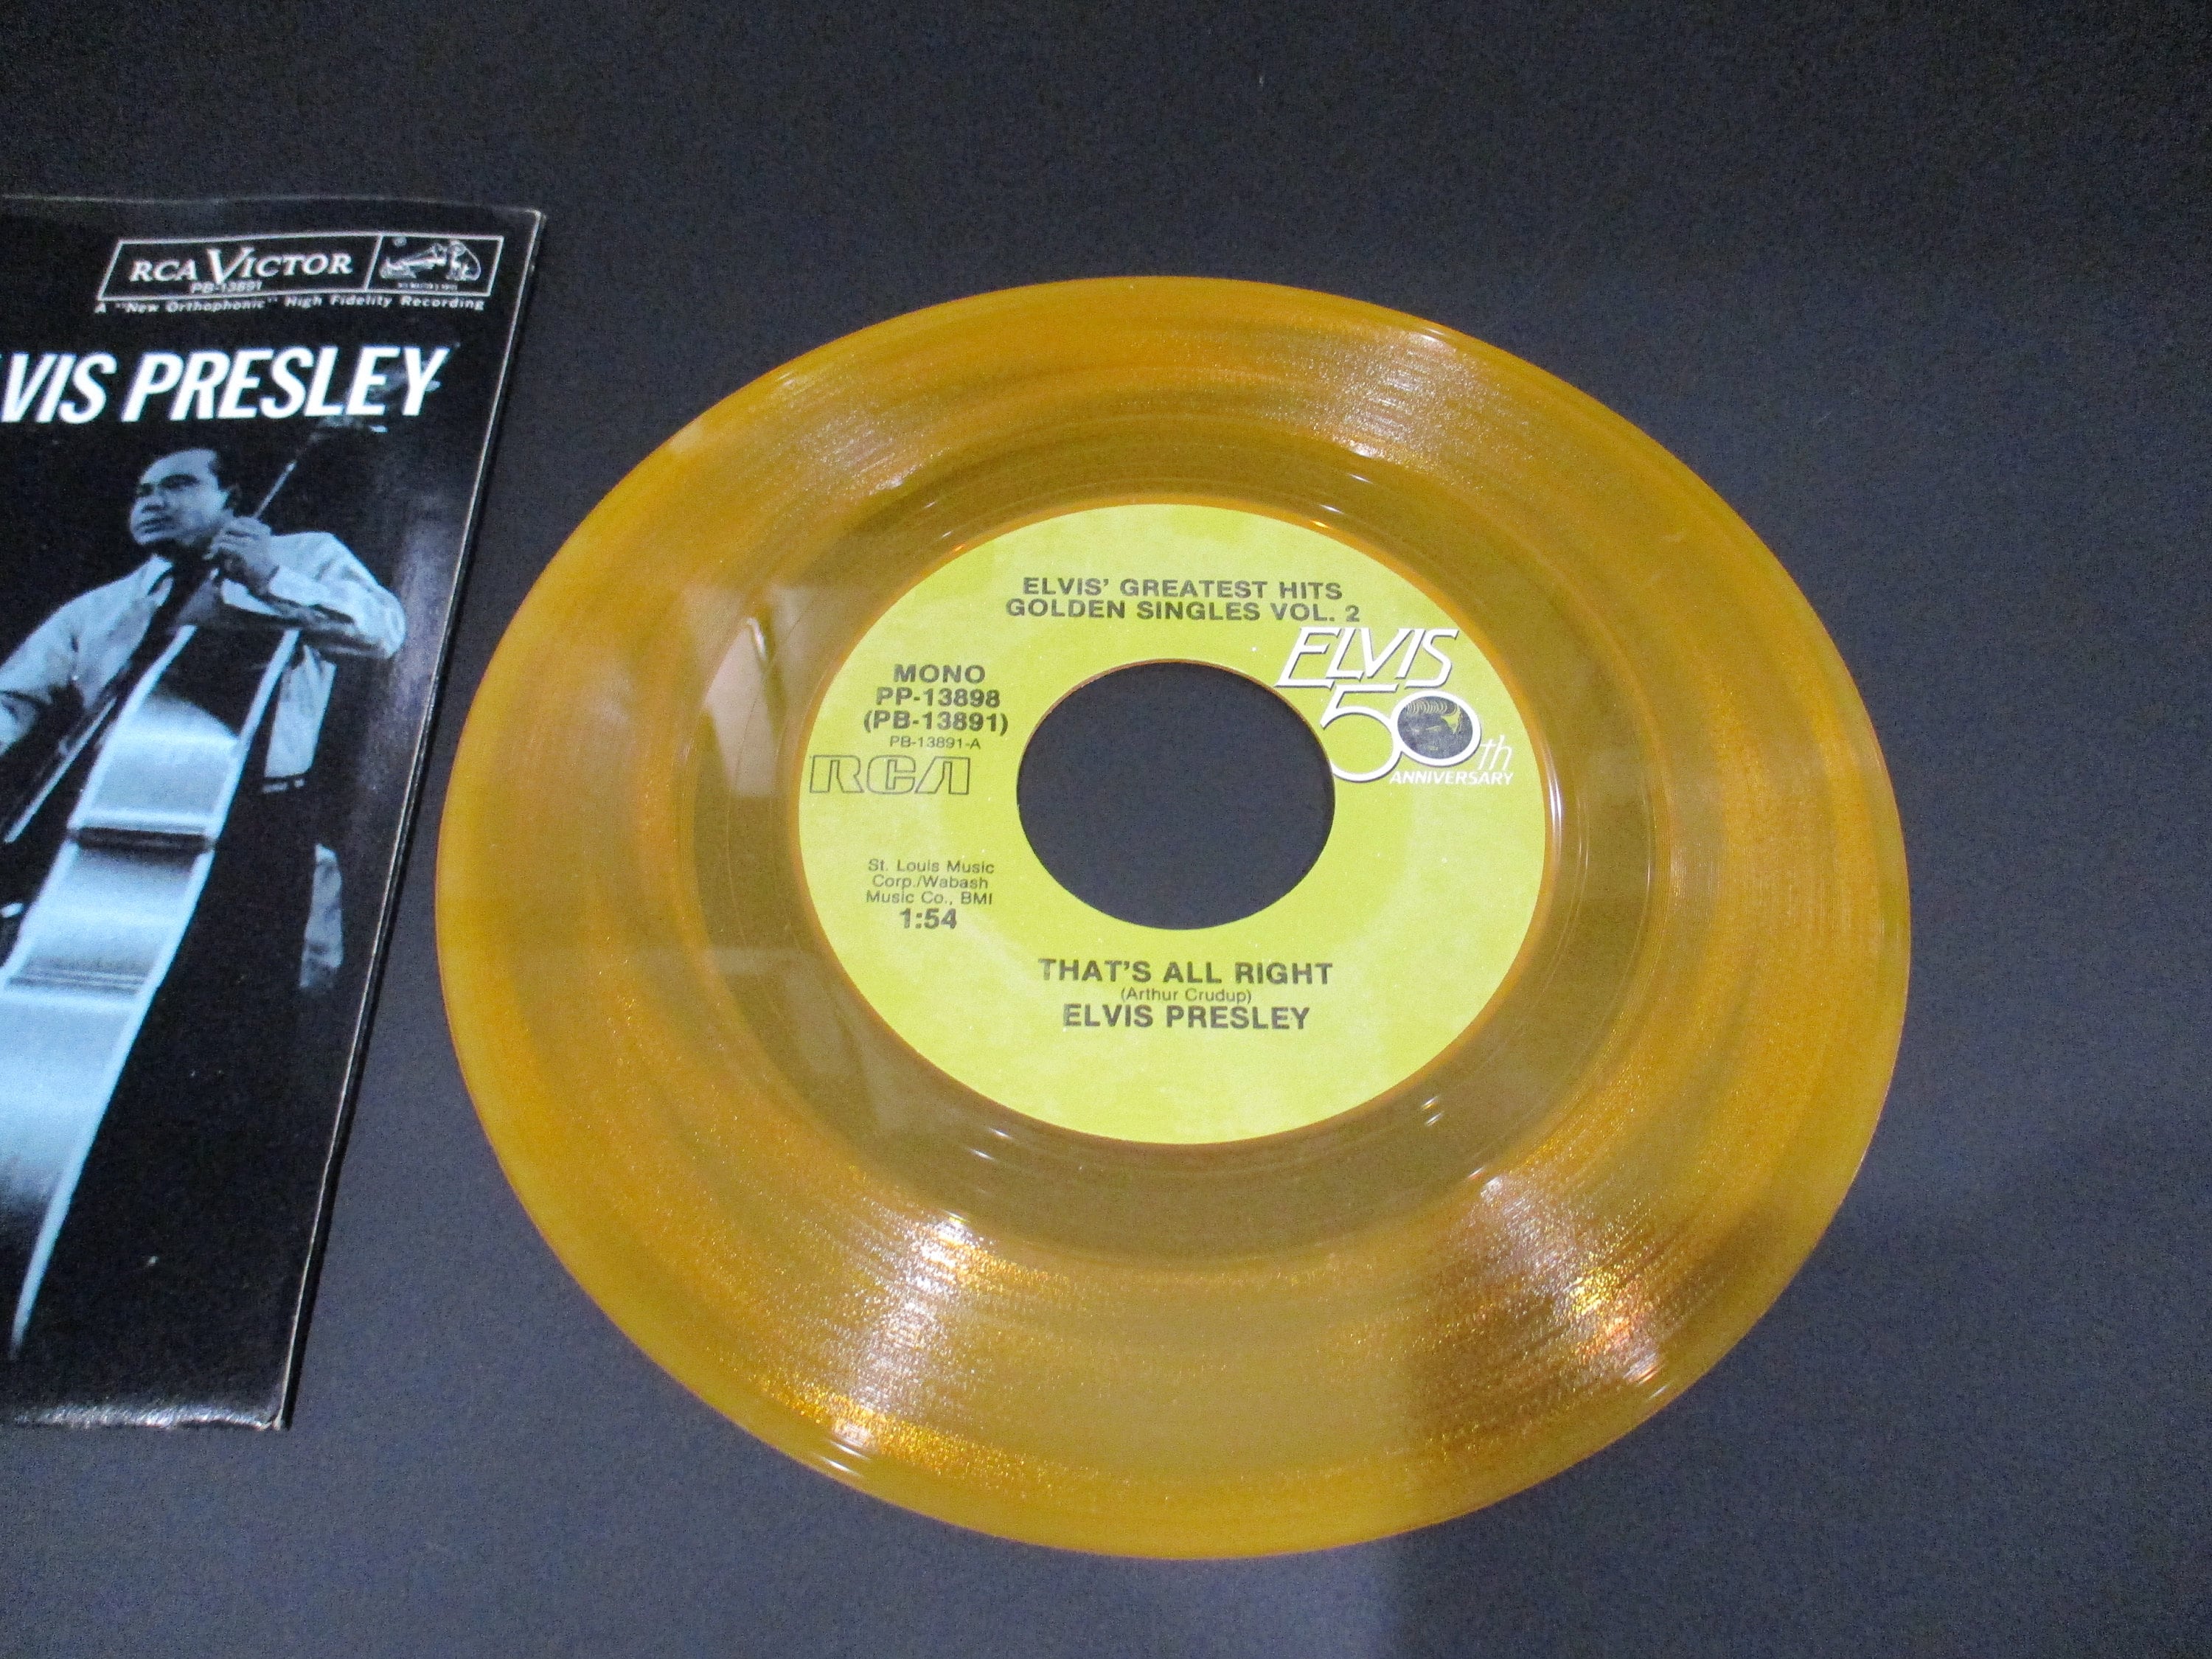 RCA VICTOR
PB-13891
A "New Orthophonic" High Fidelity Recording
VIS PRESLEY
ELVIS' GREATEST HITS
GOLDEN SINGLES VOL. 2
ELVIS
50th
ANNIVERSARY
MONO
PP-13898
(PB-13891)
PB-13891-A
RCA
St. Louis Music
Corp./Wabash
Music Co., BMI
1:54
THAT'S ALL RIGHT
(Arthur Crudup)
ELVIS PRESLEY